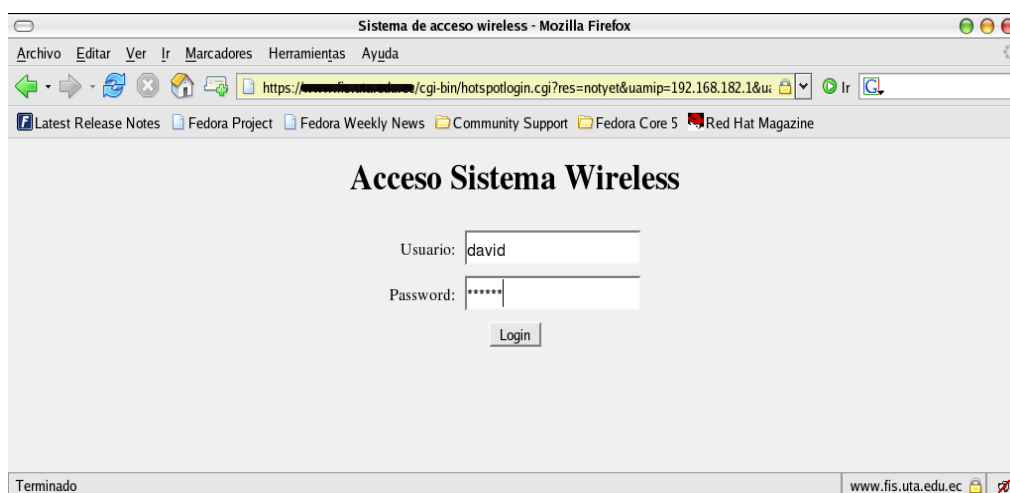 Sistema de acceso wireless - Mozilla Firefox
Archivo Editar Ver Ir Marcadores Herramientas Ayuda
https:// /cgi-bin/hotspotlogin.cgi?res=notyet&uamip=192.168.182.1&ua Ir G
Latest Release Notes Fedora Project Fedora Weekly News Community Support Fedora Core 5 Red Hat Magazine
Acceso Sistema Wireless
Usuario: david
Password: ******
Login
Terminado www.fis.uta.edu.ec